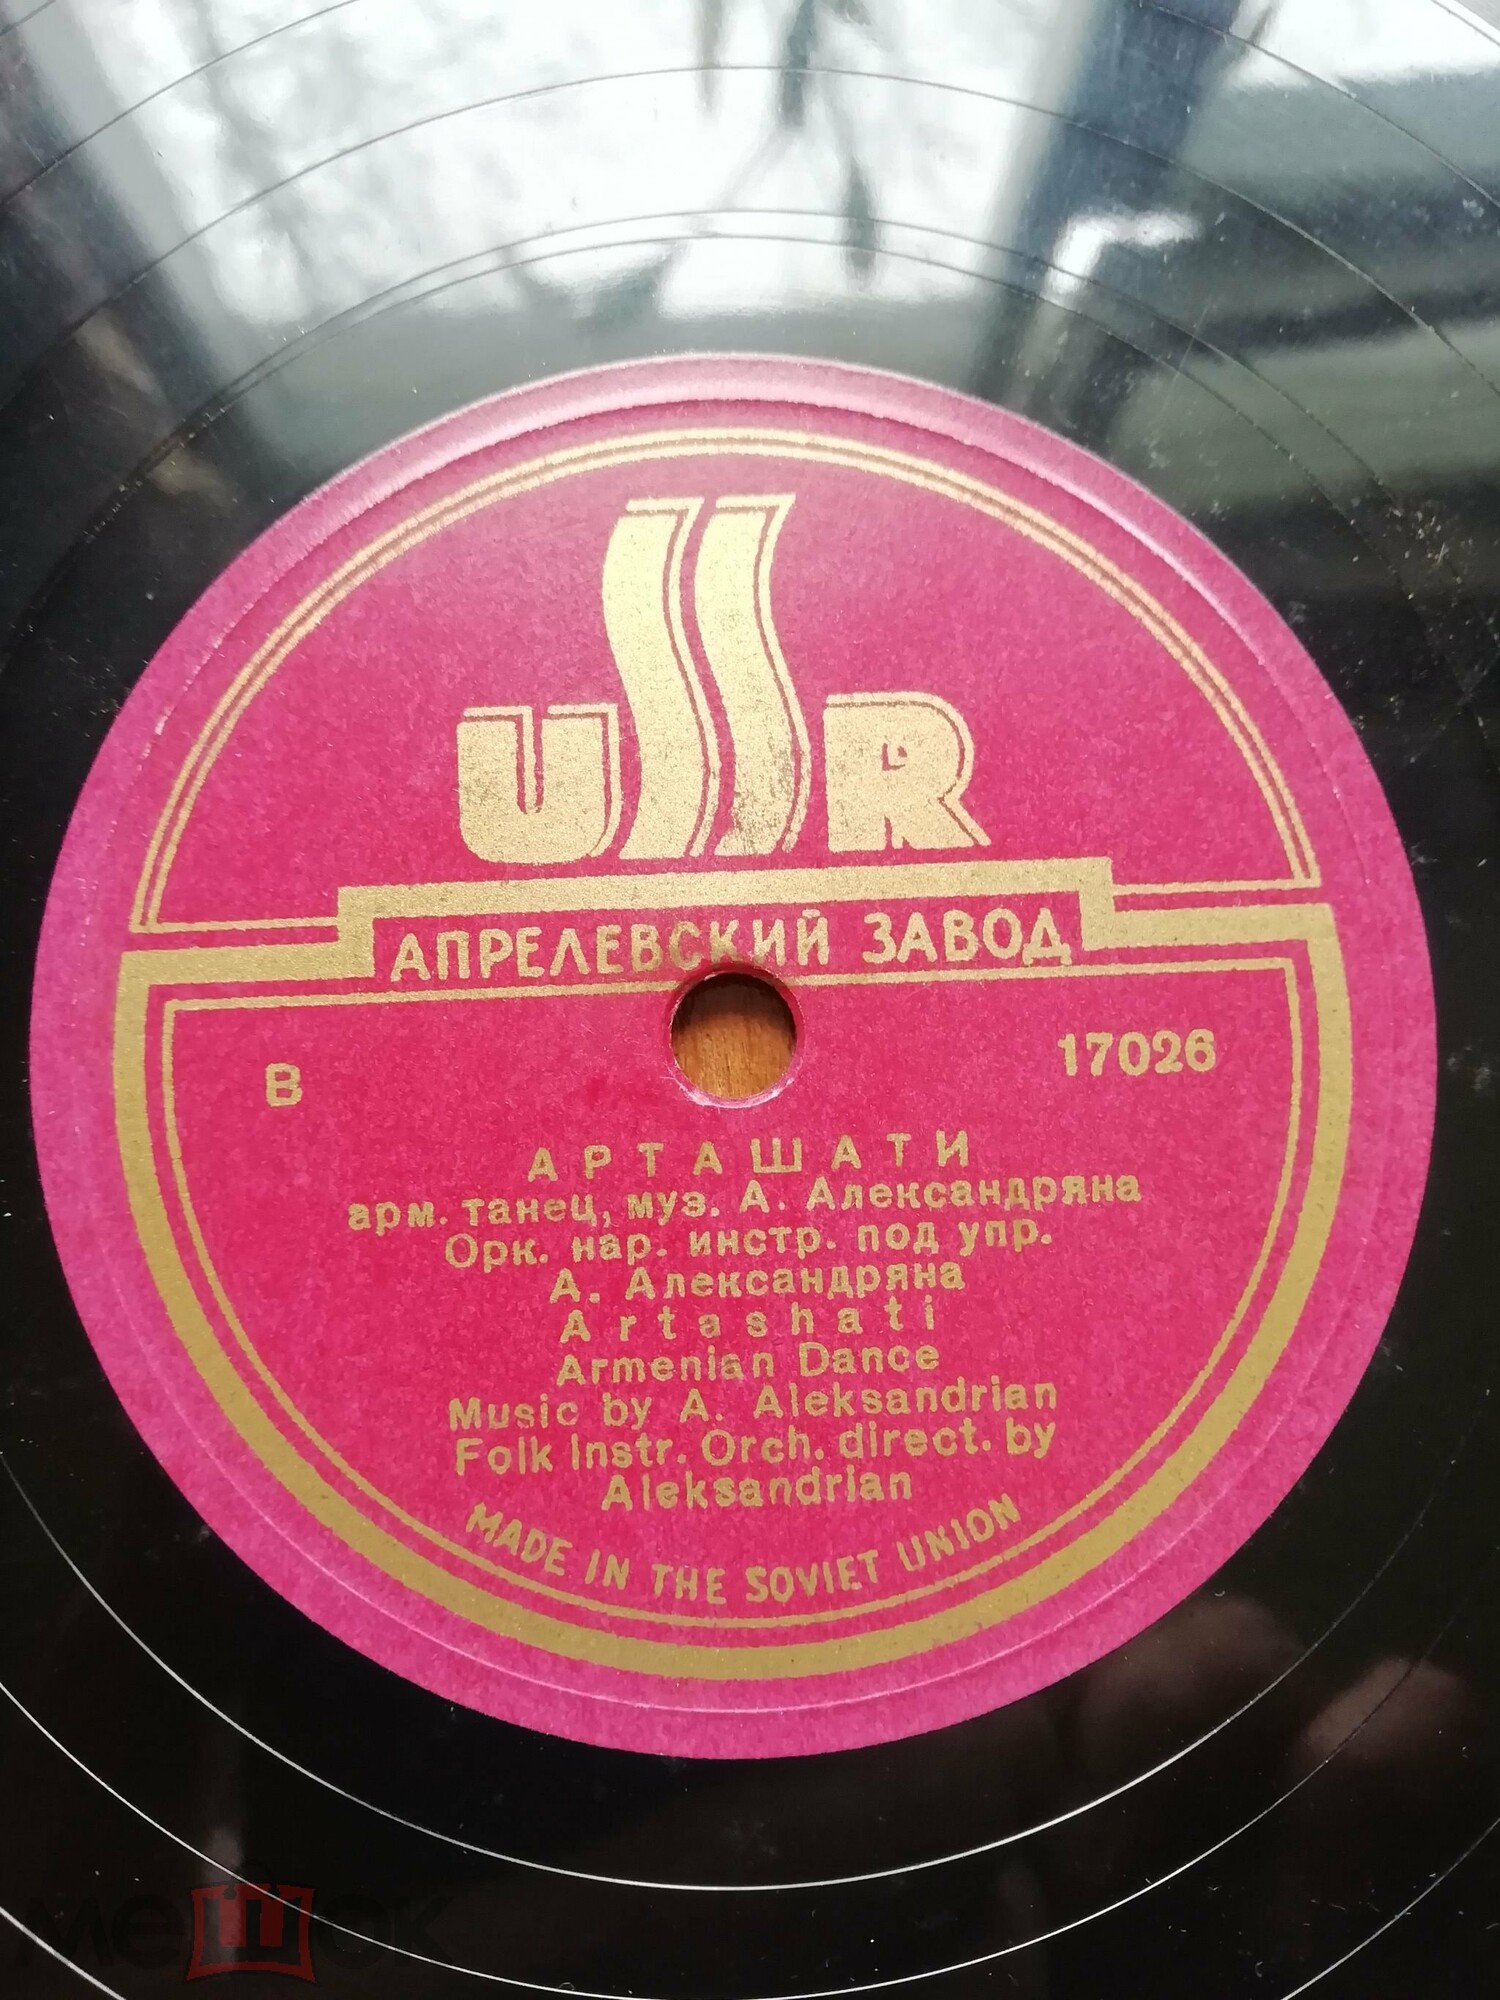 USSR
АПРЕЛЕВСКИЙ ЗАВОД
В 17026
АРТАШАТИ
арм. танец, муз. А. Александряна
Орк. нар. инстр. под упр.
А. Александряна
Artashati
Armenian Dance
Music by A. Aleksandrian
Folk Instr. Orch. direct. by
Aleksandrian
MADE IN THE SOVIET UNION
мешок